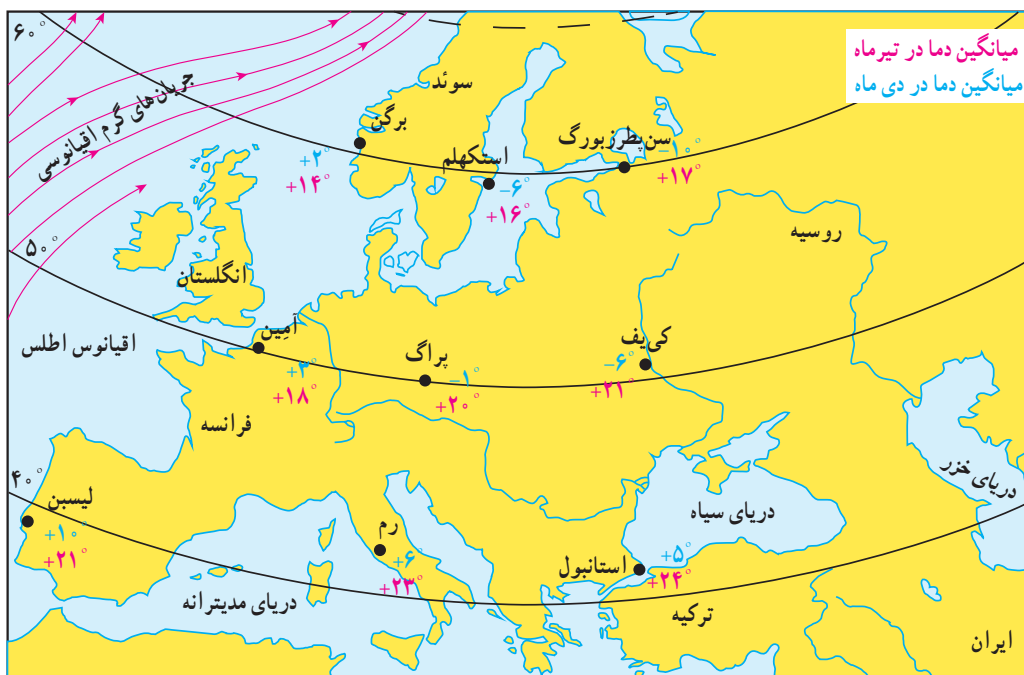 میانگین دما در تیرماه
میانگین دما در دی ماه
۶۰°
جریان‌های گرم اقیانوسی
سوئد
برگن
+۲°
+۱۴°
استکهلم
-۶°
+۱۶°
سن‌پطرزبورگ
-۱۰°
+۱۷°
روسیه
۵۰°
انگلستان
اقیانوس اطلس
آمِین
+۳°
+۱۸°
پراگ
-۱°
+۲۰°
کی‌یف
-۶°
+۲۱°
فرانسه
۴۰°
لیسبن
+۱۰°
+۲۱°
رم
+۶°
+۲۳°
دریای مدیترانه
دریای سیاه
دریای خزر
استانبول
+۵°
+۲۴°
ترکیه
ایران